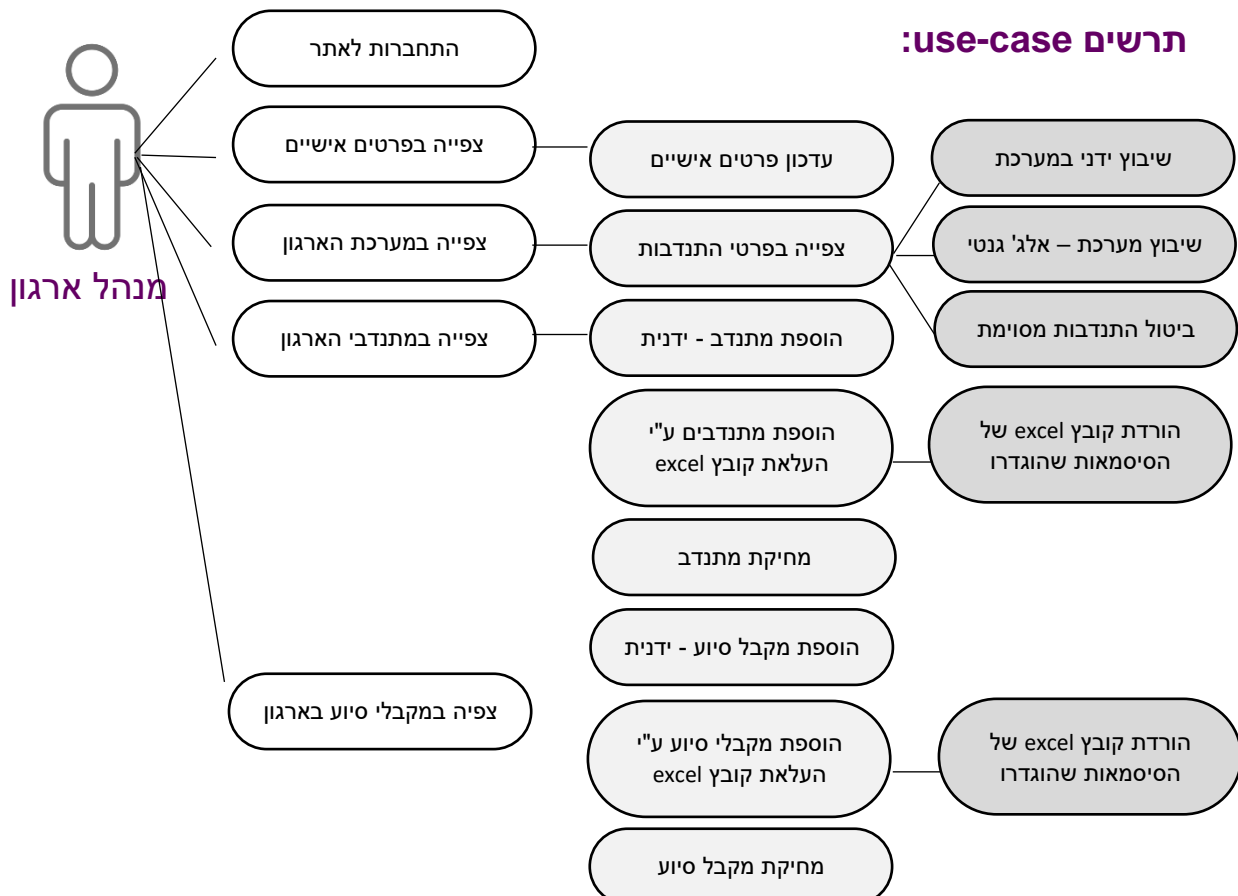 תרשים use-case:
מנהל ארגון
התחברות לאתר
צפייה בפרטים אישיים
צפייה במערכת הארגון
צפייה במתנדבי הארגון
צפיה במקבלי סיוע בארגון
עדכון פרטים אישיים
צפייה בפרטי התנדבות
הוספת מתנדב - ידנית
הוספת מתנדבים ע"י
העלאת קובץ excel
מחיקת מתנדב
הוספת מקבל סיוע - ידנית
הוספת מקבלי סיוע ע"י
העלאת קובץ excel
מחיקת מקבל סיוע
שיבוץ ידני במערכת
שיבוץ מערכת – אלג' גנטי
ביטול התנדבות מסוימת
הורדת קובץ excel של
הסיסמאות שהוגדרו
הורדת קובץ excel של
הסיסמאות שהוגדרו